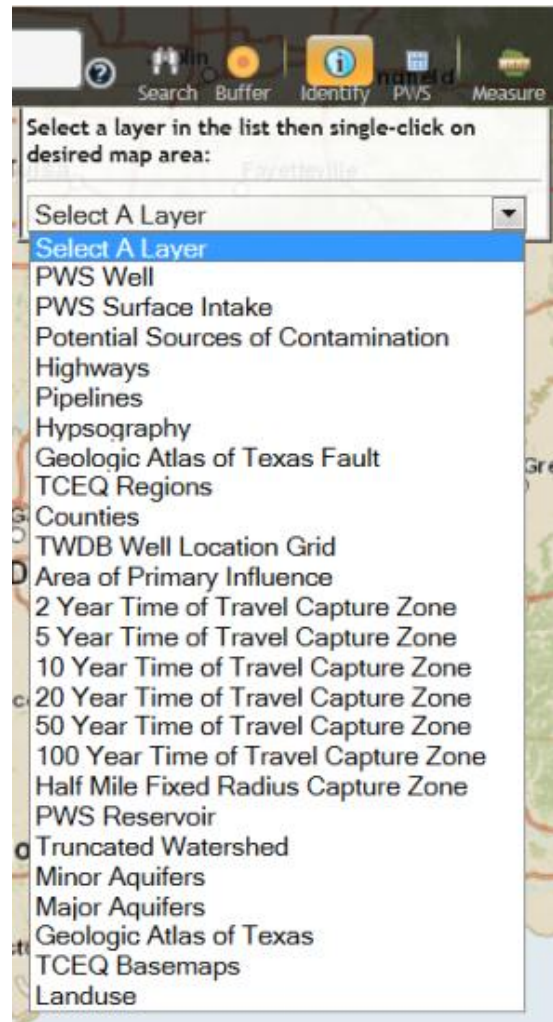 Search Buffer Identify PWS Measure
Select a layer in the list then single-click on
desired map area:
Fayetteville
Select A Layer
Select A Layer
PWS Well
PWS Surface Intake
Potential Sources of Contamination
Highways
Pipelines
Hypsography
Geologic Atlas of Texas Fault
TCEQ Regions
Counties
TWDB Well Location Grid
Area of Primary Influence
2 Year Time of Travel Capture Zone
5 Year Time of Travel Capture Zone
10 Year Time of Travel Capture Zone
20 Year Time of Travel Capture Zone
50 Year Time of Travel Capture Zone
100 Year Time of Travel Capture Zone
Half Mile Fixed Radius Capture Zone
PWS Reservoir
Truncated Watershed
Minor Aquifers
Major Aquifers
Geologic Atlas of Texas
TCEQ Basemaps
Landuse